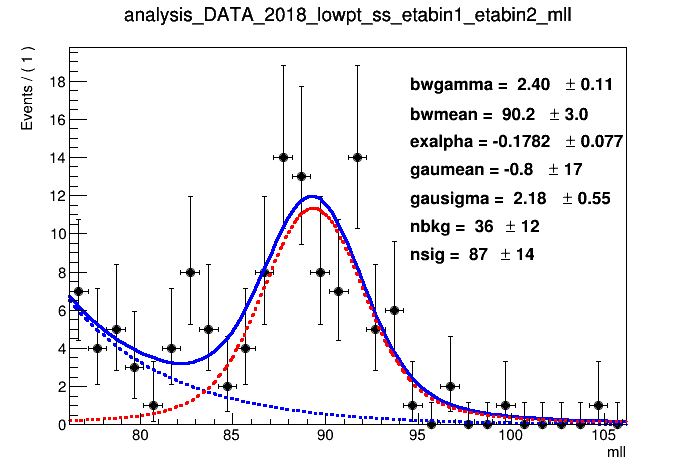 analysis_DATA_2018_lowpt_ss_etabin1_etabin2_mll
Events / ( 1 )
18
16
14
12
10
8
6
4
2
0
bwgamma = 2.40 ± 0.11
bwmean = 90.2 ± 3.0
exalpha = -0.1782 ± 0.077
gaumean = -0.8 ± 17
gausigma = 2.18 ± 0.55
nbkg = 36 ± 12
nsig = 87 ± 14
80 85 90 95 100 105
mll